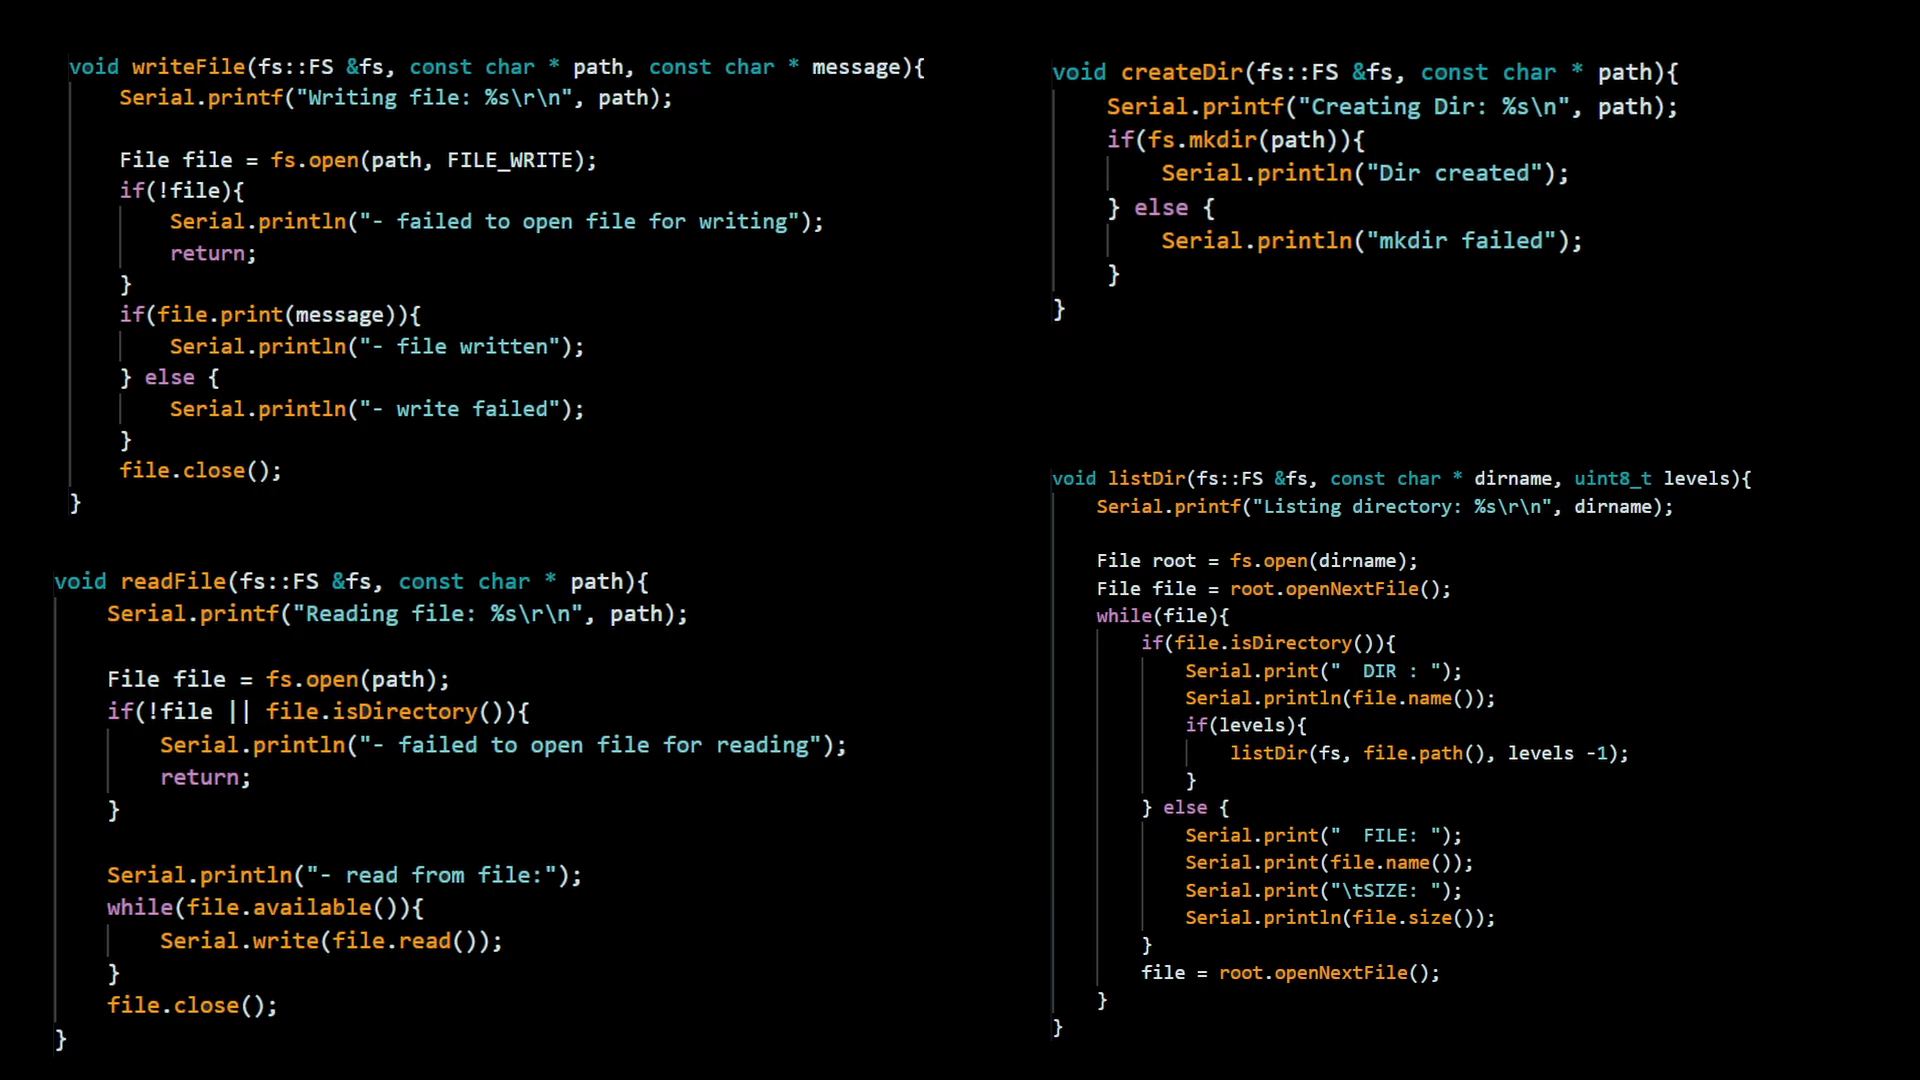 void writeFile(fs::FS &fs, const char * path, const char * message){
    Serial.printf("Writing file: %s\r\n", path);

    File file = fs.open(path, FILE_WRITE);
    if(!file){
        Serial.println("- failed to open file for writing");
        return;
    }
    if(file.print(message)){
        Serial.println("- file written");
    } else {
        Serial.println("- write failed");
    }
    file.close();
}

void readFile(fs::FS &fs, const char * path){
    Serial.printf("Reading file: %s\r\n", path);

    File file = fs.open(path);
    if(!file || file.isDirectory()){
        Serial.println("- failed to open file for reading");
        return;
    }

    Serial.println("- read from file:");
    while(file.available()){
        Serial.write(file.read());
    }
    file.close();
}

void createDir(fs::FS &fs, const char * path){
    Serial.printf("Creating Dir: %s\n", path);
    if(fs.mkdir(path)){
        Serial.println("Dir created");
    } else {
        Serial.println("mkdir failed");
    }
}

void listDir(fs::FS &fs, const char * dirname, uint8_t levels){
    Serial.printf("Listing directory: %s\r\n", dirname);

    File root = fs.open(dirname);
    File file = root.openNextFile();
    while(file){
        if(file.isDirectory()){
            Serial.print("  DIR : ");
            Serial.println(file.name());
            if(levels){
                listDir(fs, file.path(), levels -1);
            }
        } else {
            Serial.print("  FILE: ");
            Serial.print(file.name());
            Serial.print("\tSIZE: ");
            Serial.println(file.size());
        }
        file = root.openNextFile();
    }
}